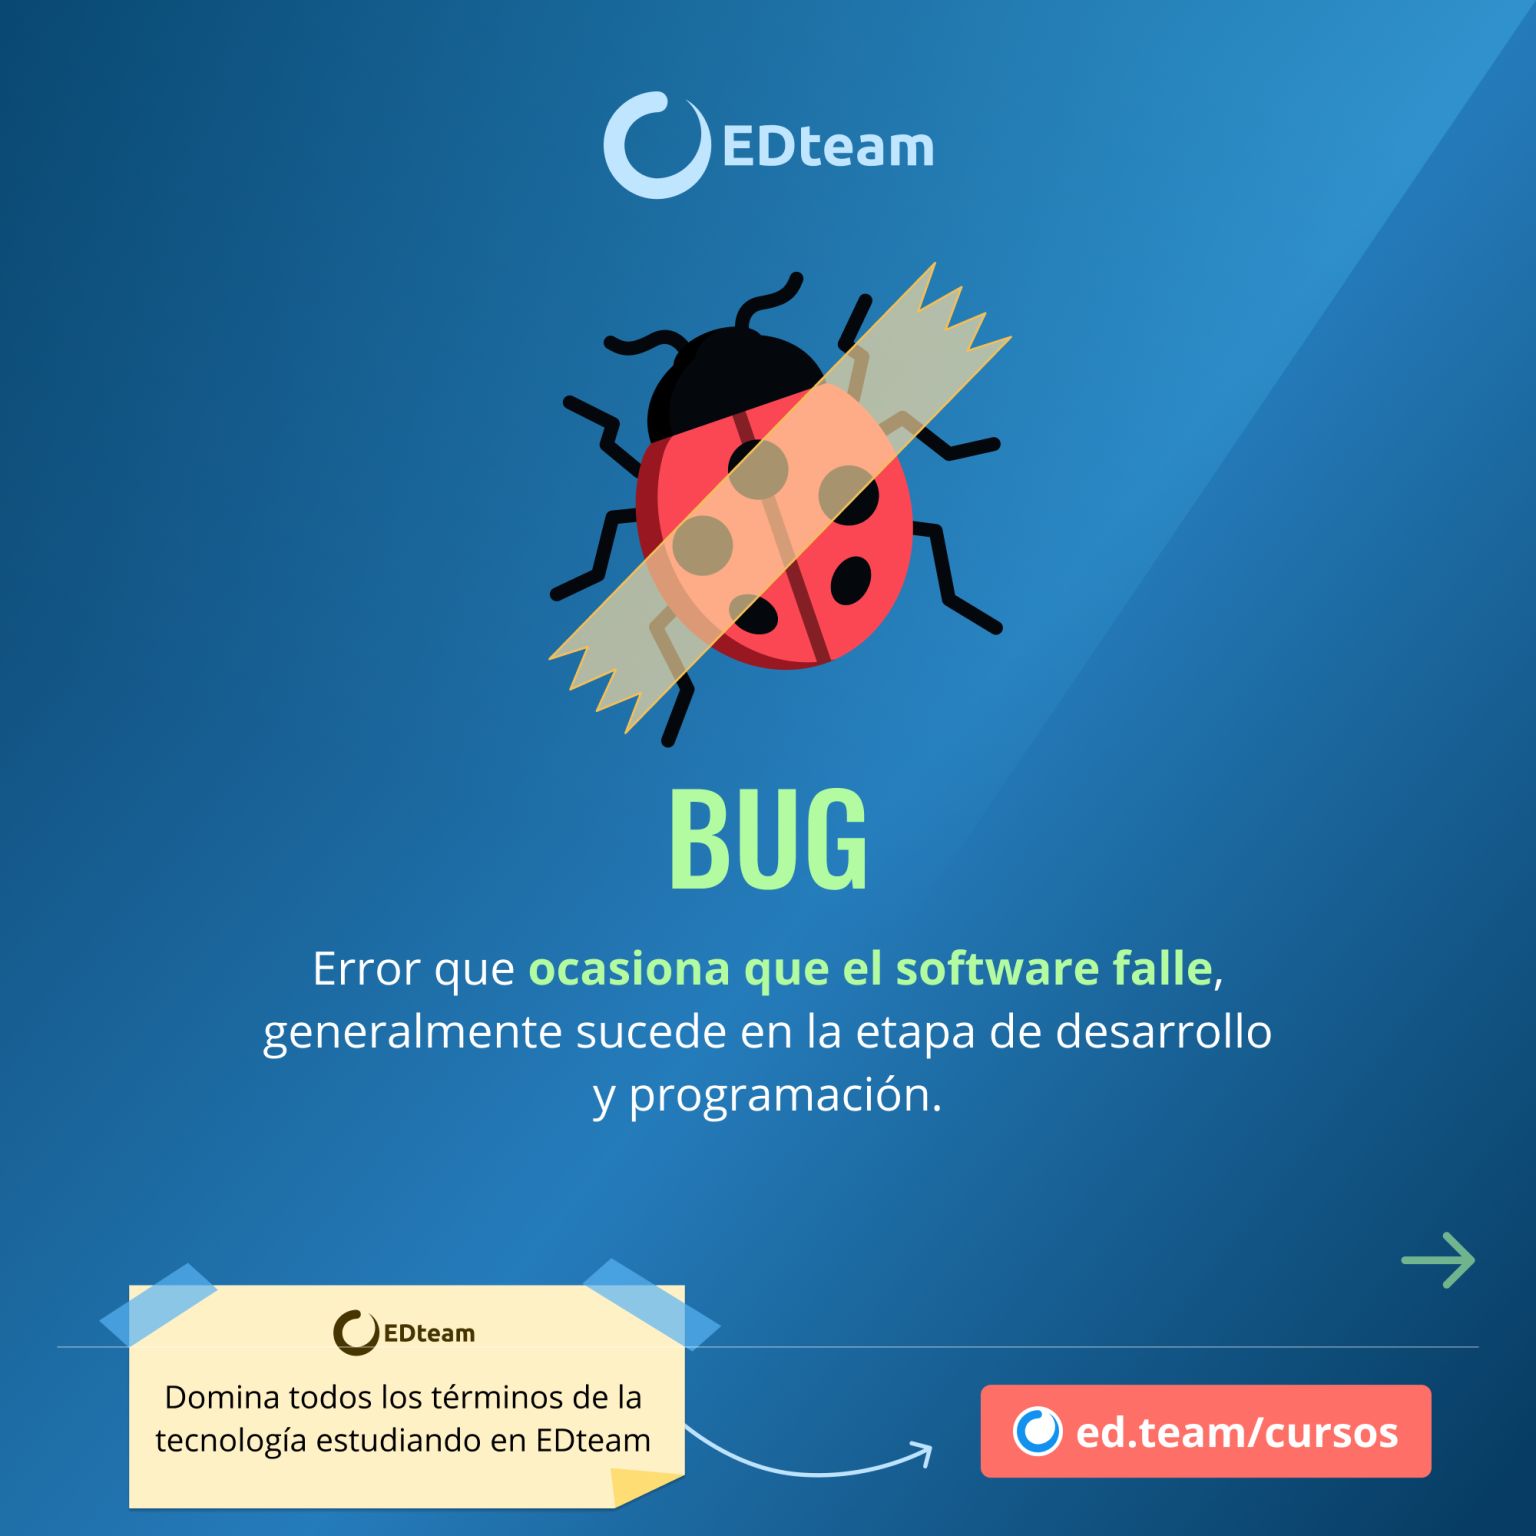 EDteam
BUG
Error que ocasiona que el software falle,
generalmente sucede en la etapa de desarrollo
y programación.
EDteam
Domina todos los términos de la
tecnología estudiando en EDteam
ed.team/cursos